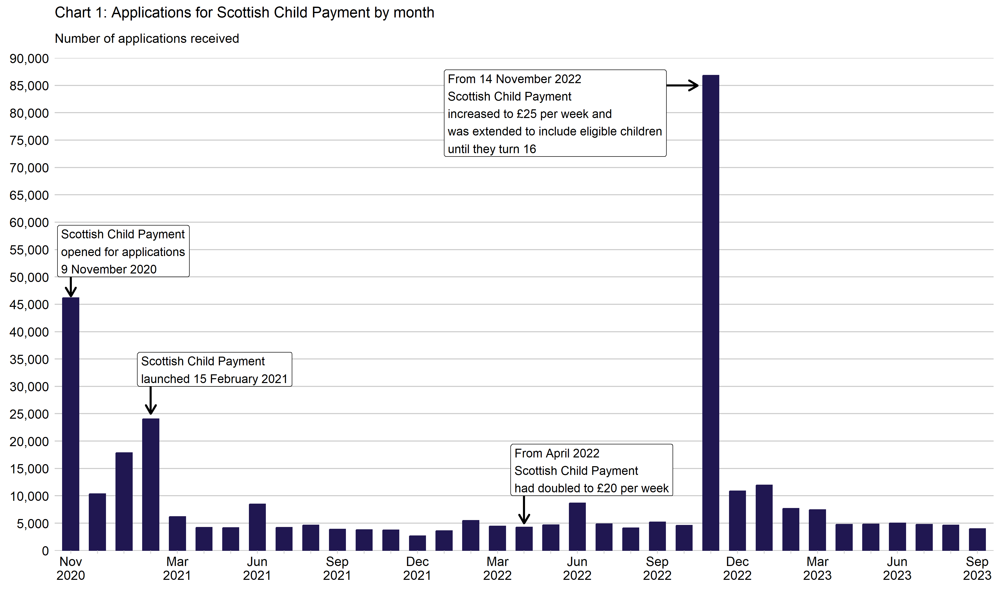 Chart 1: Applications for Scottish Child Payment by month
Number of applications received
90,000
85,000
80,000
75,000
70,000
65,000
60,000
55,000
50,000
45,000
40,000
35,000
30,000
25,000
20,000
15,000
10,000
5,000
0
From 14 November 2022
Scottish Child Payment
increased to £25 per week and
was extended to include eligible children
until they turn 16
Scottish Child Payment
opened for applications
9 November 2020
Scottish Child Payment
launched 15 February 2021
From April 2022
Scottish Child Payment
had doubled to £20 per week
Nov Mar Jun Sep Dec Mar Jun Sep Dec Mar Jun Sep
2020 2021 2021 2021 2021 2022 2022 2022 2022 2023 2023 2023